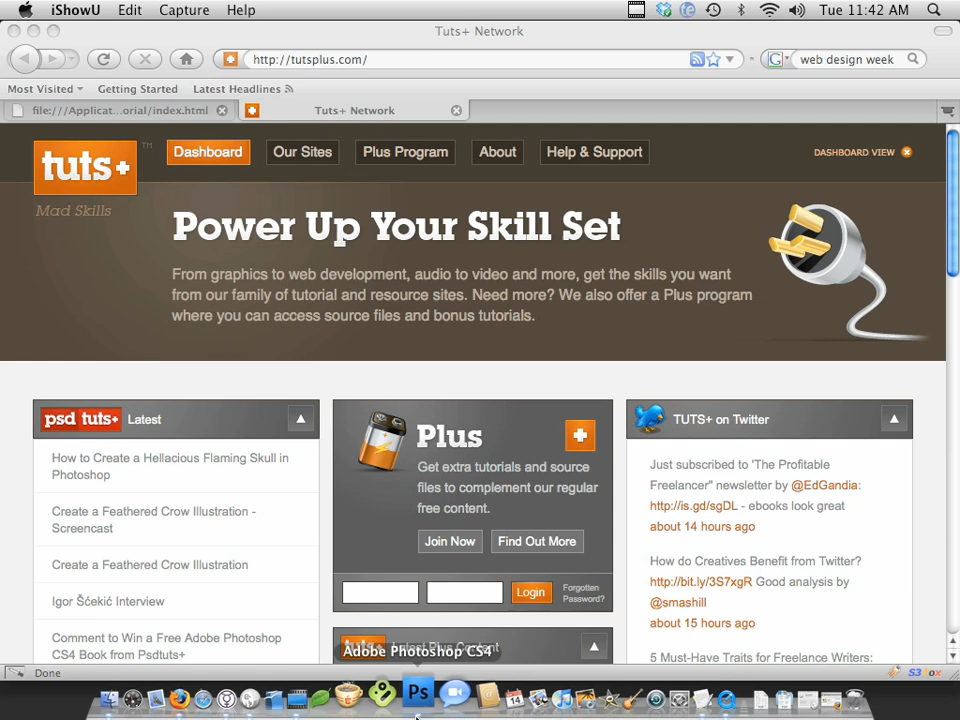 iShowU Edit Capture Help
Tue 11:42 AM
Tuts+ Network
http://tutsplus.com/
web design week
Most Visited Getting Started Latest Headlines
file:///Applicat...orial/index.html
Tuts+ Network
tuts+
TM
Mad Skills
Dashboard
Our Sites
Plus Program
About
Help & Support
DASHBOARD VIEW
Power Up Your Skill Set
From graphics to web development, audio to video and more, get the skills you want
from our family of tutorial and resource sites. Need more? We also offer a Plus program
where you can access source files and bonus tutorials.
psd tuts+ Latest
How to Create a Hellacious Flaming Skull in
Photoshop
Create a Feathered Crow Illustration -
Screencast
Create a Feathered Crow Illustration
Igor Šćekić Interview
Comment to Win a Free Adobe Photoshop
CS4 Book from Psdtuts+
Plus
Get extra tutorials and source
files to complement our regular
free content.
Join Now
Find Out More
Login
Forgotten
Password?
tuts+ Latest Plus Content
TUTS+ on Twitter
Just subscribed to 'The Profitable
Freelancer" newsletter by @EdGandia:
http://is.gd/sgDL - ebooks look great
about 14 hours ago
How do Creatives Benefit from Twitter?
http://bit.ly/3S7xgR Good analysis by
@smashill
about 15 hours ago
5 Must-Have Traits for Freelance Writers:
Adobe Photoshop CS4
Done
S3Fox
Ps
14